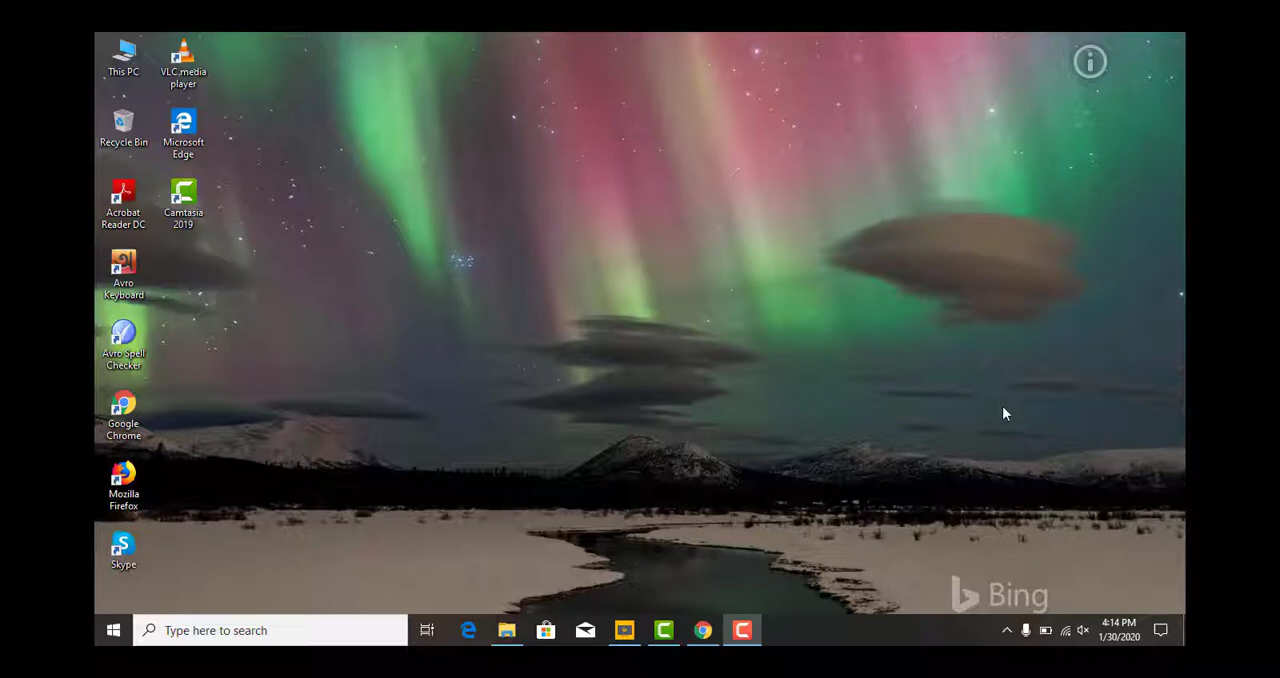 This PC
VLC media
player
Recycle Bin
Microsoft
Edge
Acrobat
Reader DC
Camtasia
2019
অ
Avro
Keyboard
Avro Spell
Checker
Google
Chrome
Mozilla
Firefox
Skype
Bing
Type here to search
4:14 PM
1/30/2020